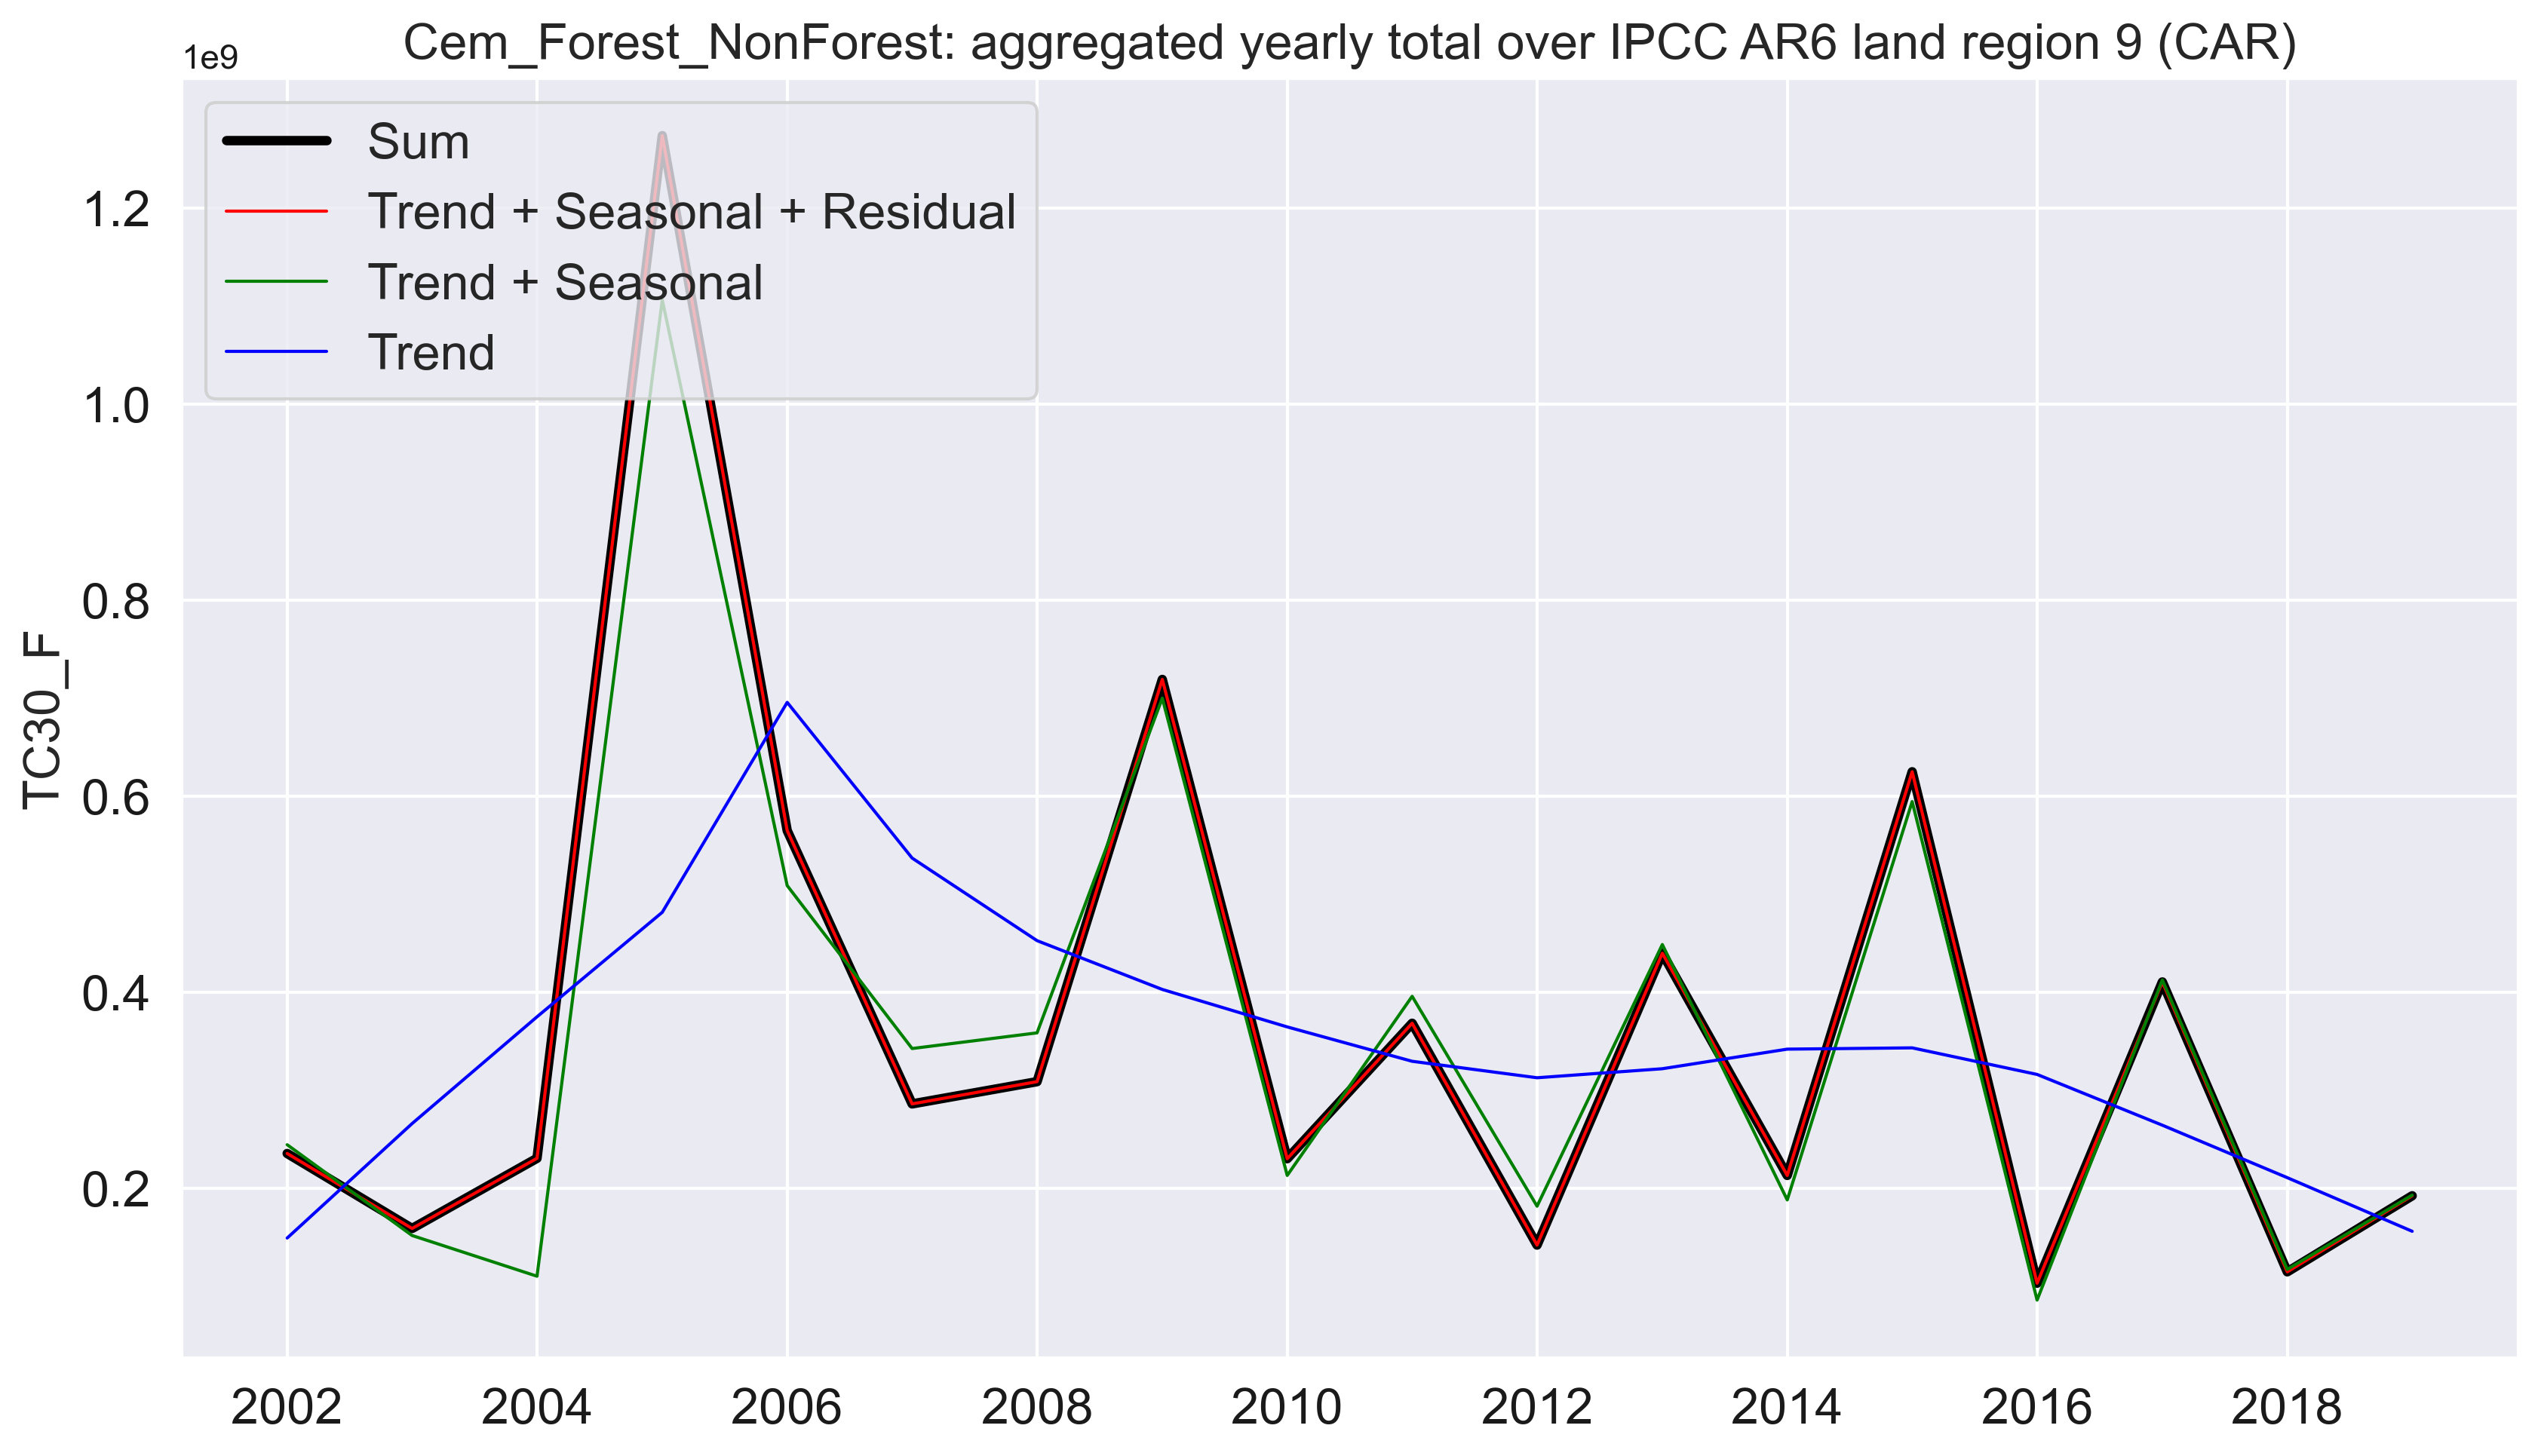 Cem_Forest_NonForest: aggregated yearly total over IPCC AR6 land region 9 (CAR)
1e9
Sum
Trend + Seasonal + Residual
Trend + Seasonal
Trend
1.2
1.0
0.8
0.6
0.4
0.2
TC30_F
2002 2004 2006 2008 2010 2012 2014 2016 2018